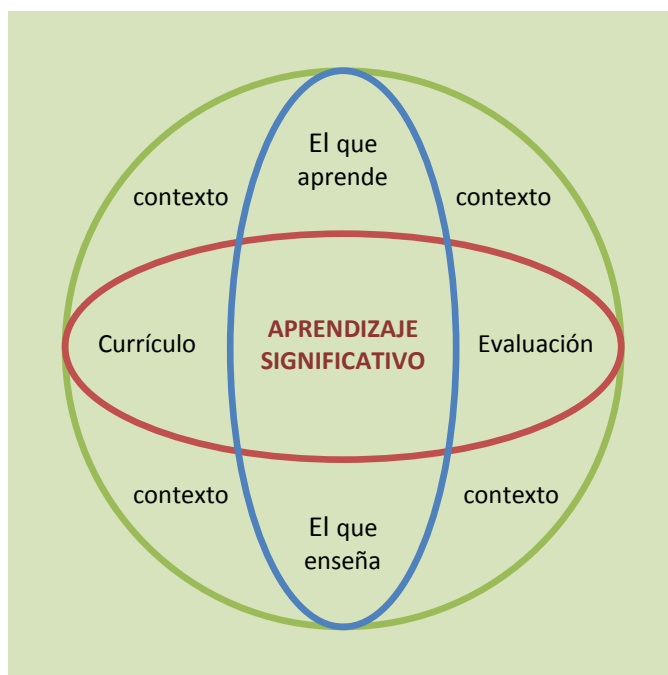 El que
aprende
contexto
contexto
Currículo
APRENDIZAJE
SIGNIFICATIVO
Evaluación
contexto
contexto
El que
enseña